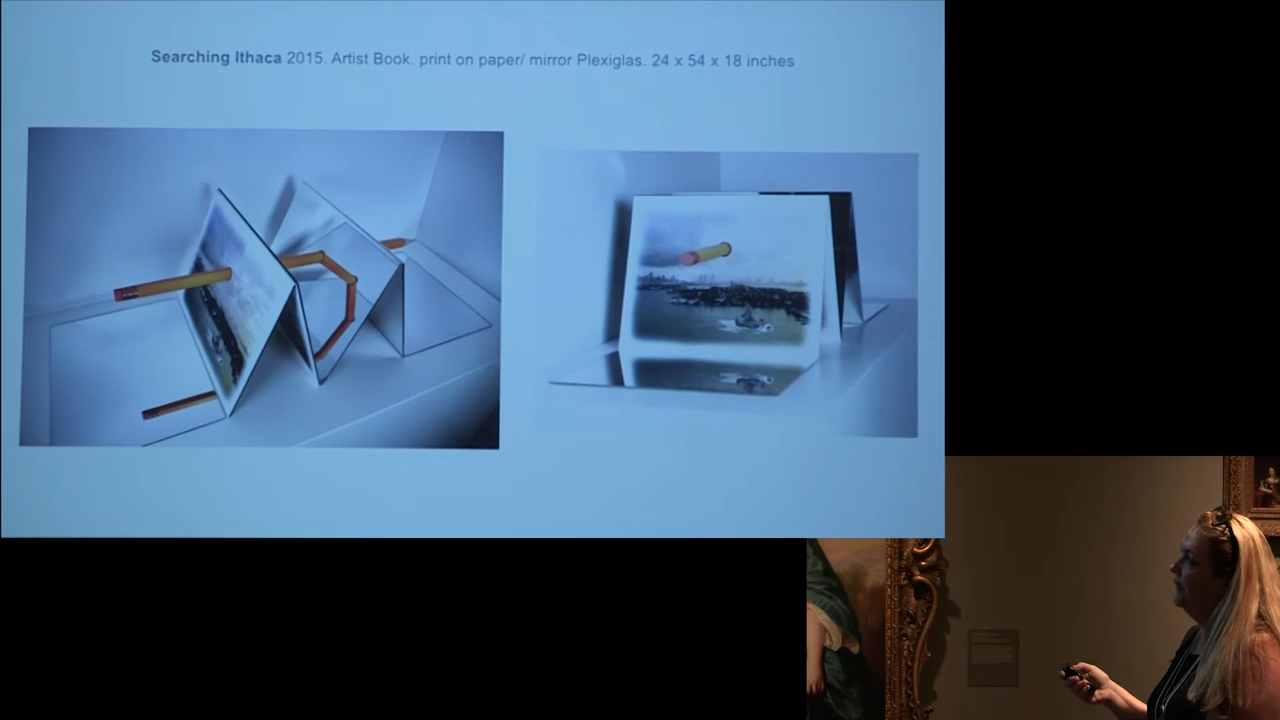 Searching Ithaca 2015. Artist Book. print on paper/ mirror Plexiglas. 24 x 54 x 18 inches